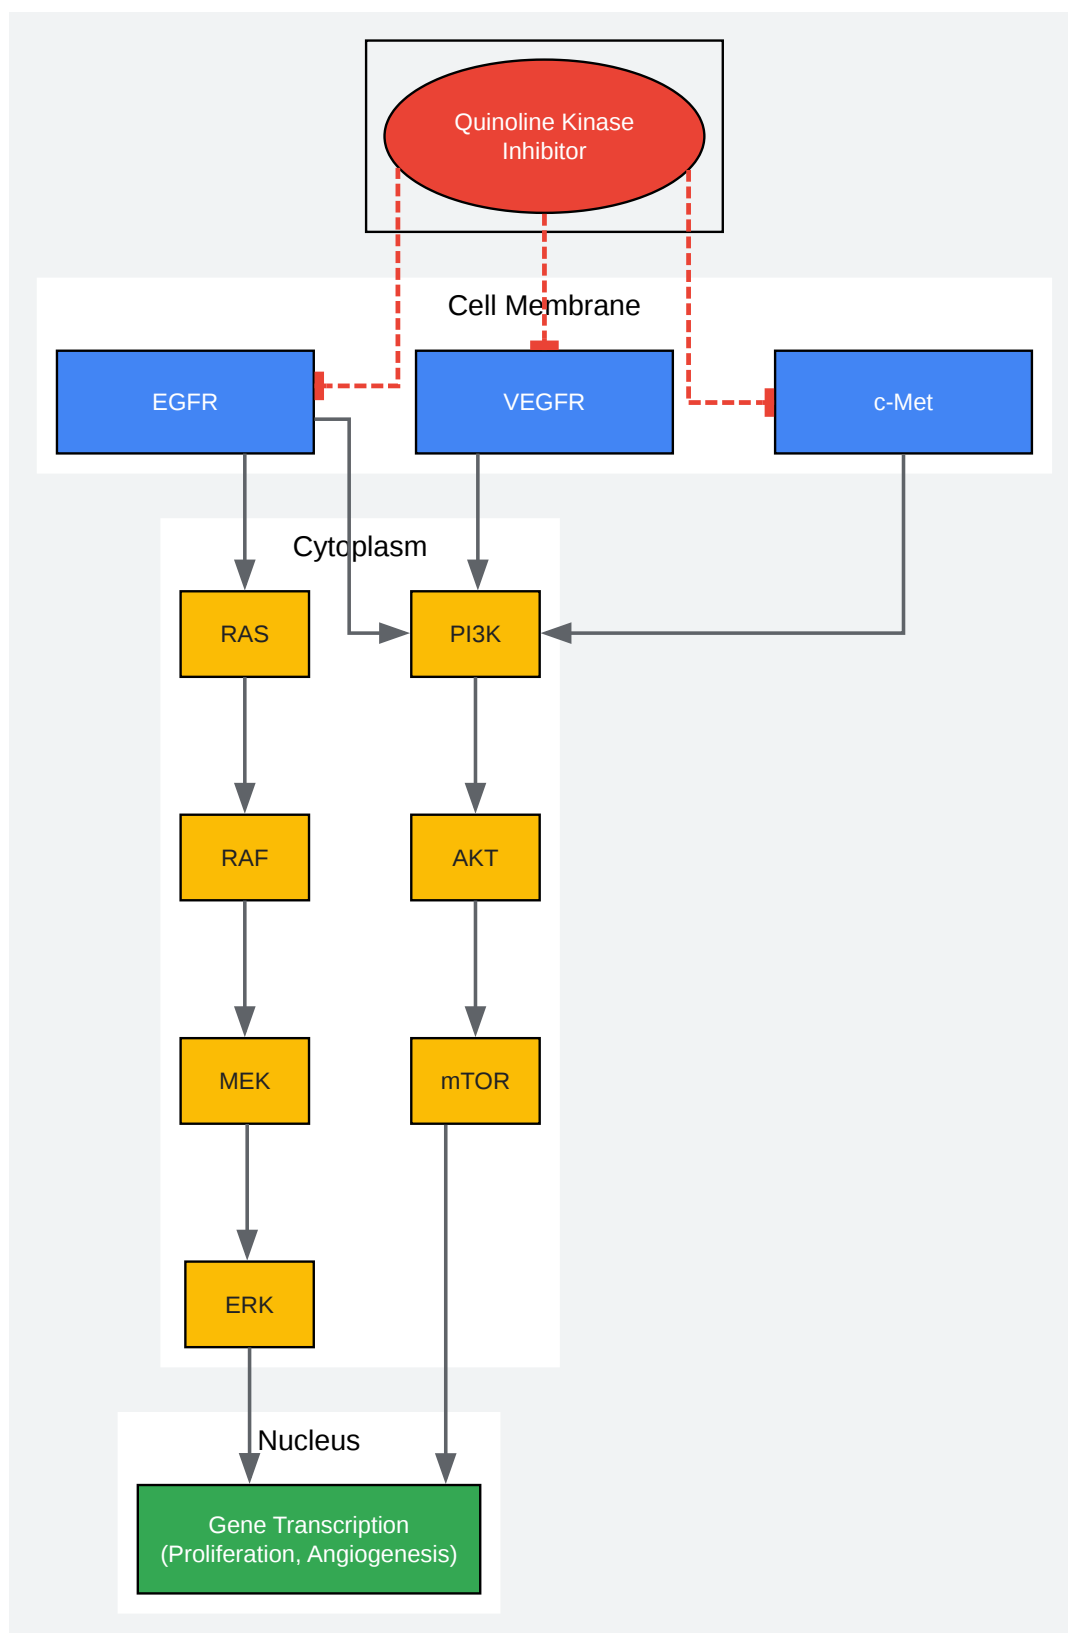 Quinoline Kinase
Inhibitor
Cell Membrane
EGFR
VEGFR
c-Met
Cytoplasm
RAS
PI3K
RAF
AKT
MEK
mTOR
ERK
Nucleus
Gene Transcription
(Proliferation, Angiogenesis)